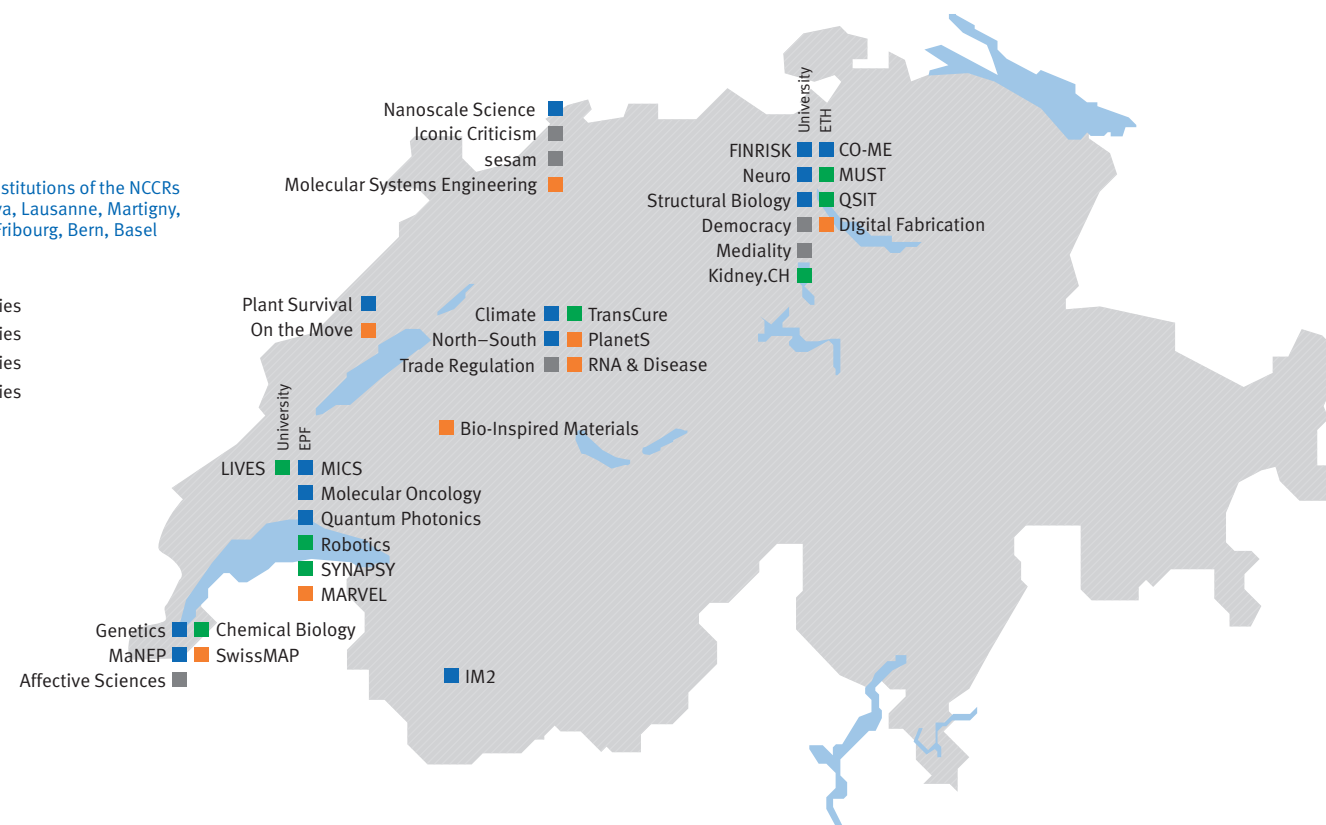 University
ETH
Nanoscale Science
Iconic Criticism
sesam
Molecular Systems Engineering
FINRISK CO-ME
Neuro MUST
Structural Biology QSIT
Democracy Digital Fabrication
Mediality
Kidney.CH
stitutions of the NCCRs
va, Lausanne, Martigny,
Fribourg, Bern, Basel
ies
ies
ies
ies
Plant Survival
On the Move
Climate TransCure
North–South PlanetS
Trade Regulation RNA & Disease
Bio-Inspired Materials
University
EPF
LIVES MICS
Molecular Oncology
Quantum Photonics
Robotics
SYNAPSY
MARVEL
Genetics Chemical Biology
MaNEP SwissMAP
Affective Sciences
IM2